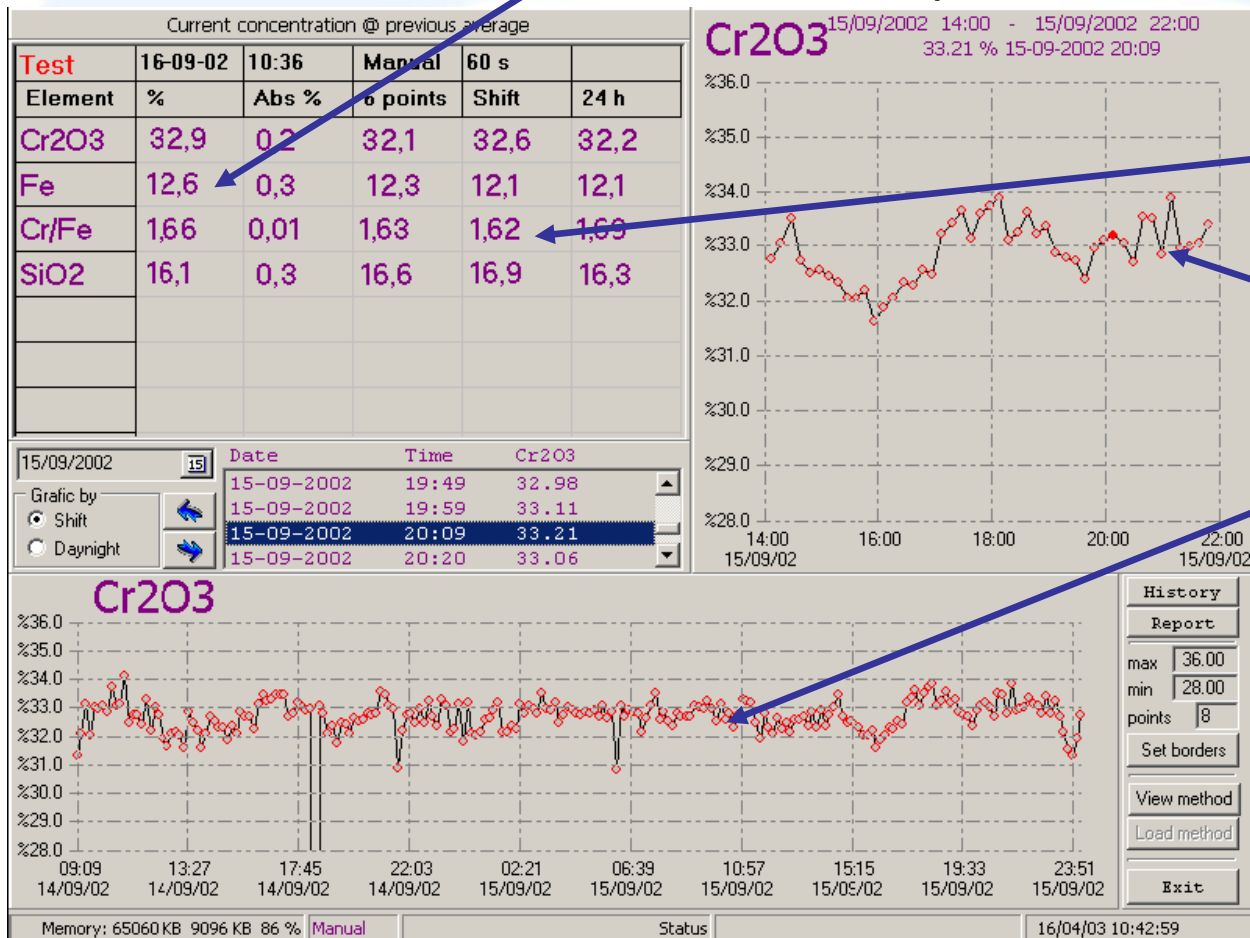 Current concentration @ previous average
Test 16-09-02 10:36 Manual 60 s
Element % Abs % 6 points Shift 24 h
Cr2O3 32,9 0,2 32,1 32,6 32,2
Fe 12,6 0,3 12,3 12,1 12,1
Cr/Fe 1,66 0,01 1,63 1,62
SiO2 16,1 0,3 16,6 16,9 16,3
15/09/2002 15
Grafic by
Shift
Daynight
Date Time Cr2O3
15-09-2002 19:49 32.98
15-09-2002 19:59 33.11
15-09-2002 20:09 33.21
15-09-2002 20:20 33.06
Cr2O3 15/09/2002 14:00 - 15/09/2002 22:00
33.21 % 15-09-2002 20:09
%36.0
%35.0
%34.0
%33.0
%32.0
%31.0
%30.0
%29.0
%28.0
14:00 16:00 18:00 20:00 22:00
15/09/02 15/09/02
Cr2O3
%36.0
%35.0
%34.0
%33.0
%32.0
%31.0
%30.0
%29.0
%28.0
09:09 13:27 17:45 22:03 02:21 06:39 10:57 15:15 19:33 23:51
14/09/02 14/09/02 14/09/02 14/09/02 15/09/02 15/09/02 15/09/02 15/09/02 15/09/02 15/09/02
History
Report
max 36.00
min 28.00
points 8
Set borders
View method
Load method
Exit
Memory: 65060 KB 9096 KB 86 % Manual Status 16/04/03 10:42:59